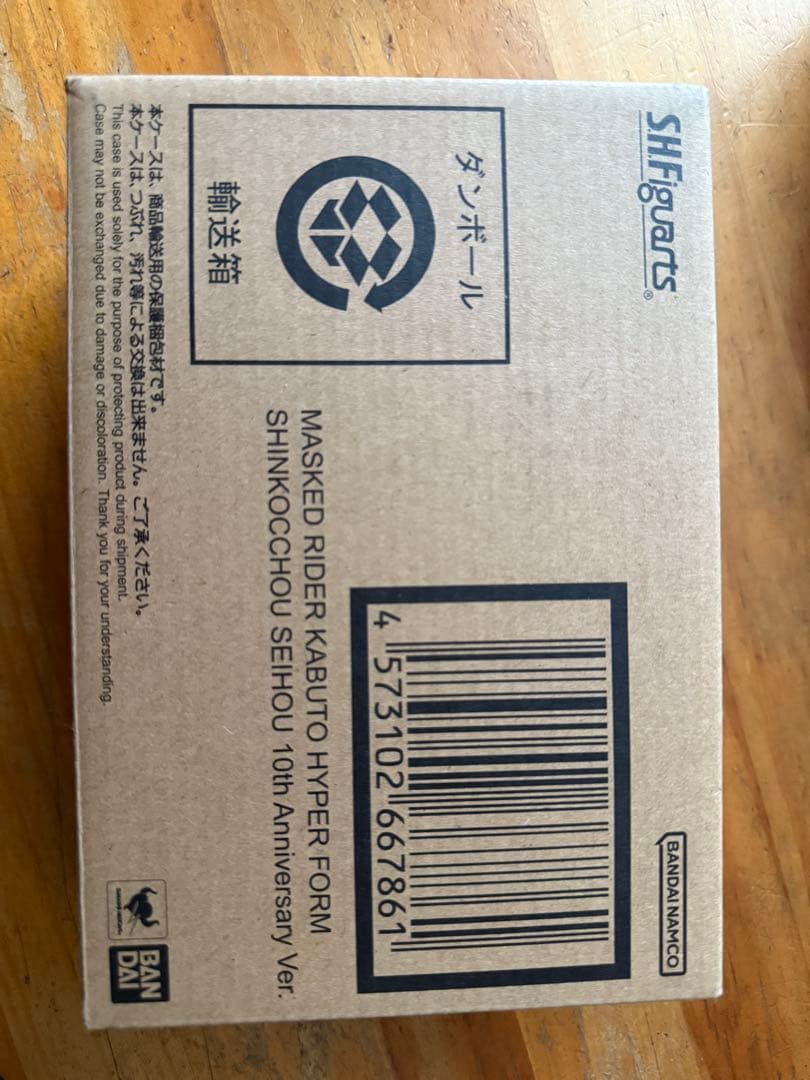 S.H.Figuarts®
BANDAI NAMCO
ダンボール
輸送箱
4 573102 667861
MASKED RIDER KABUTO HYPER FORM
SHINKOCCHOU SEIHOU 10th Anniversary Ver.
本ケースは、商品輸送用の保護梱包材です。
本ケースは、つぶれ、汚れ等による交換は出来ません。ご了承ください。
This case is used solely for the purpose of protecting product during shipment.
Case may not be exchanged due to damage or discoloration. Thank you for your understanding.
BAN
DAI